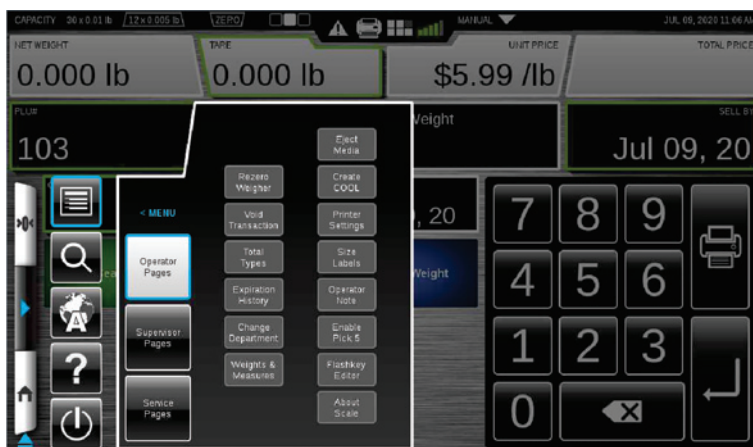 CAPACITY 30 x 0.01 lb 12 x 0.005 lb ZERO MANUAL JUL 09, 2020 11:06 AM
NET WEIGHT TARE UNIT PRICE TOTAL PRICE
0.000 lb 0.000 lb $5.99 /lb
PLU# Weight SELL BY
103 Jul 09, 20
, 20
Weight
< MENU
Operator
Pages
Supervisor
Pages
Service
Pages
Rezero
Weigher
Void
Transaction
Total
Types
Expiration
History
Change
Department
Weights &
Measures
Eject
Media
Create
COOL
Printer
Settings
Size
Labels
Operator
Note
Enable
Pick 5
Flashkey
Editor
About
Scale
>0<
A
?
7 8 9
4 5 6
1 2 3
0